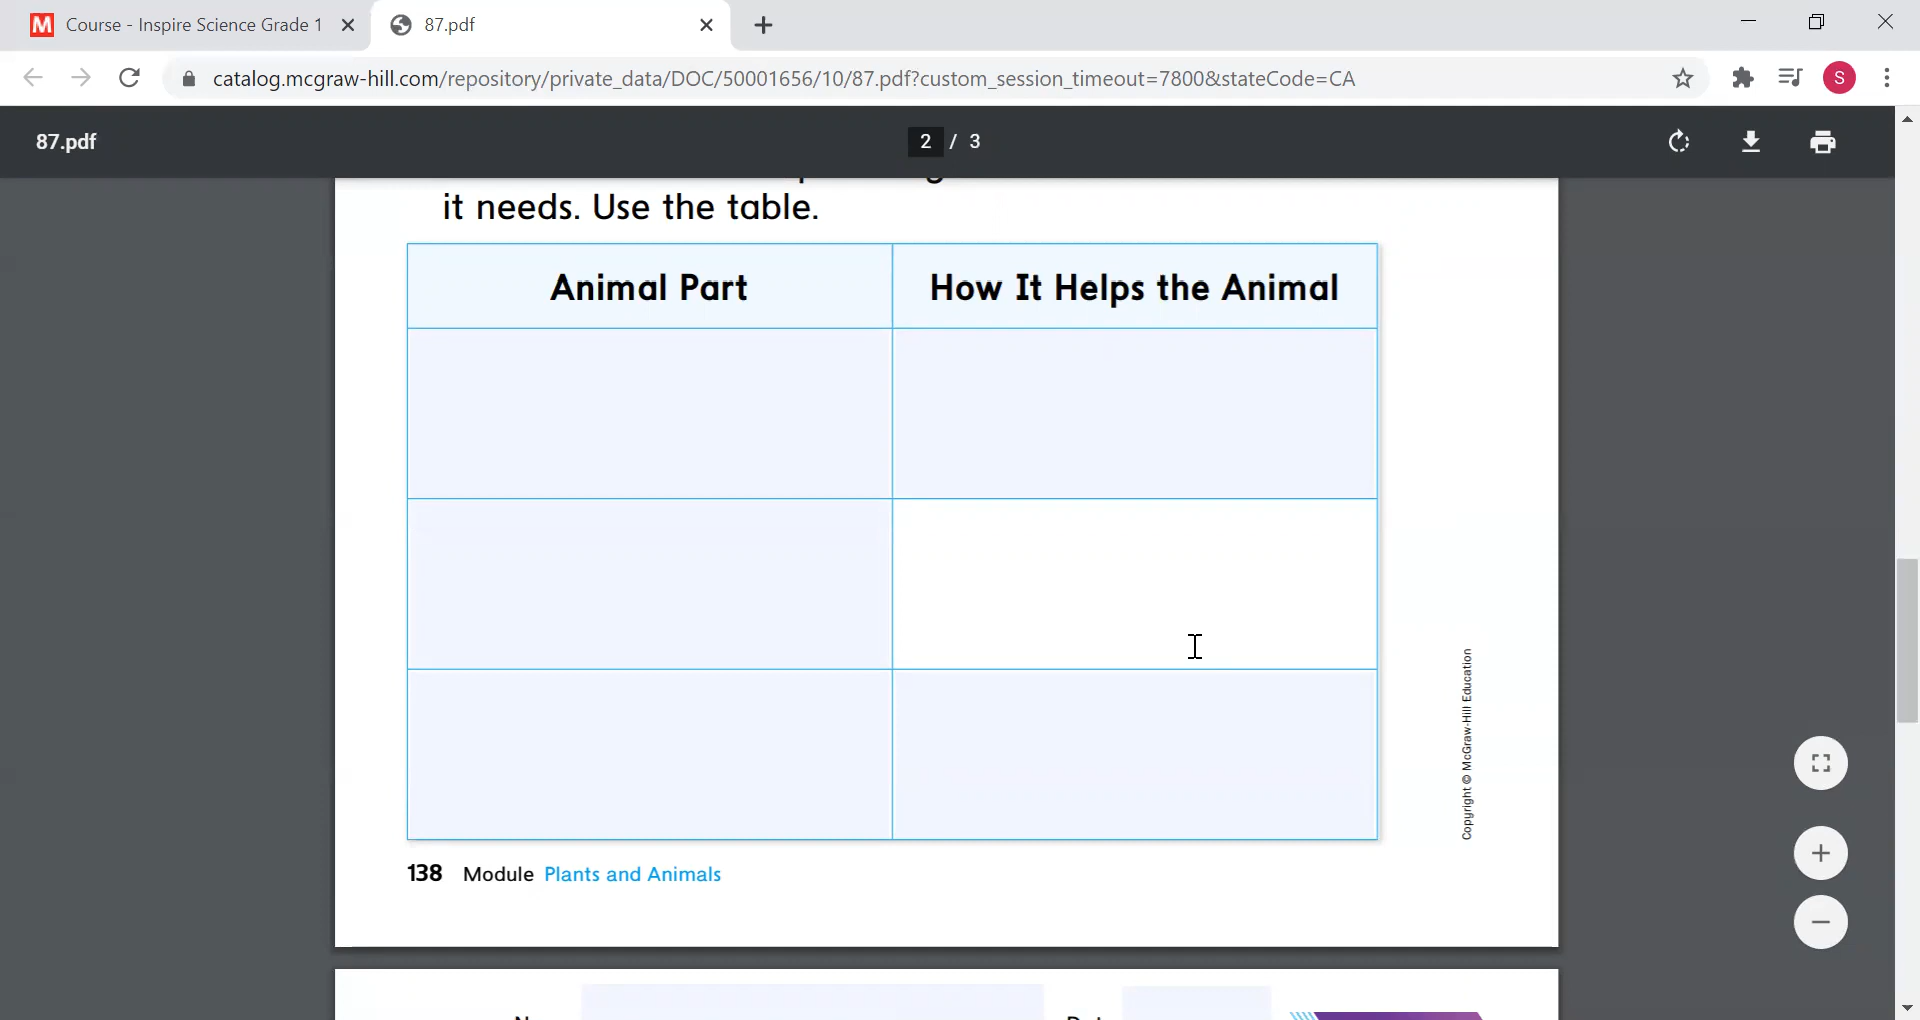 Course - Inspire Science Grade 1
87.pdf
catalog.mcgraw-hill.com/repository/private_data/DOC/50001656/10/87.pdf?custom_session_timeout=7800&stateCode=CA
S
87.pdf
2 / 3
it needs. Use the table.
Animal Part
How It Helps the Animal
Copyright © McGraw-Hill Education
138 Module Plants and Animals